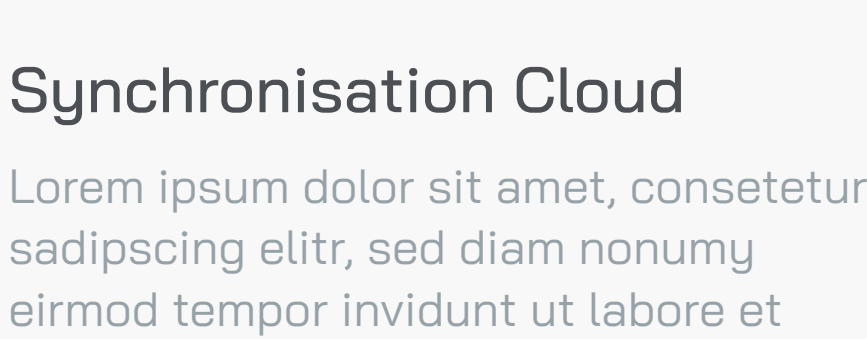 Synchronisation Cloud
Lorem ipsum dolor sit amet, consetetur
sadipscing elitr, sed diam nonumy
eirmod tempor invidunt ut labore et